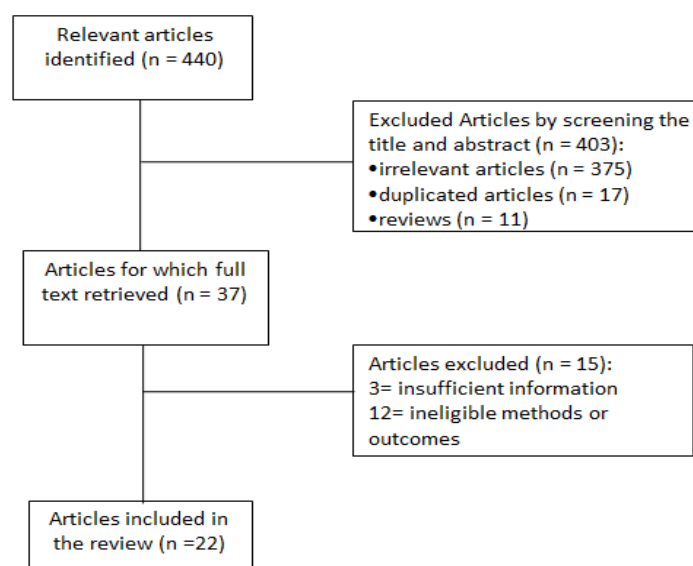 Relevant articles
identified (n = 440)
Excluded Articles by screening the
title and abstract (n = 403):
•irrelevant articles (n = 375)
•duplicated articles (n = 17)
•reviews (n = 11)
Articles for which full
text retrieved (n = 37)
Articles excluded (n = 15):
3= insufficient information
12= ineligible methods or
outcomes
Articles included in
the review (n =22)